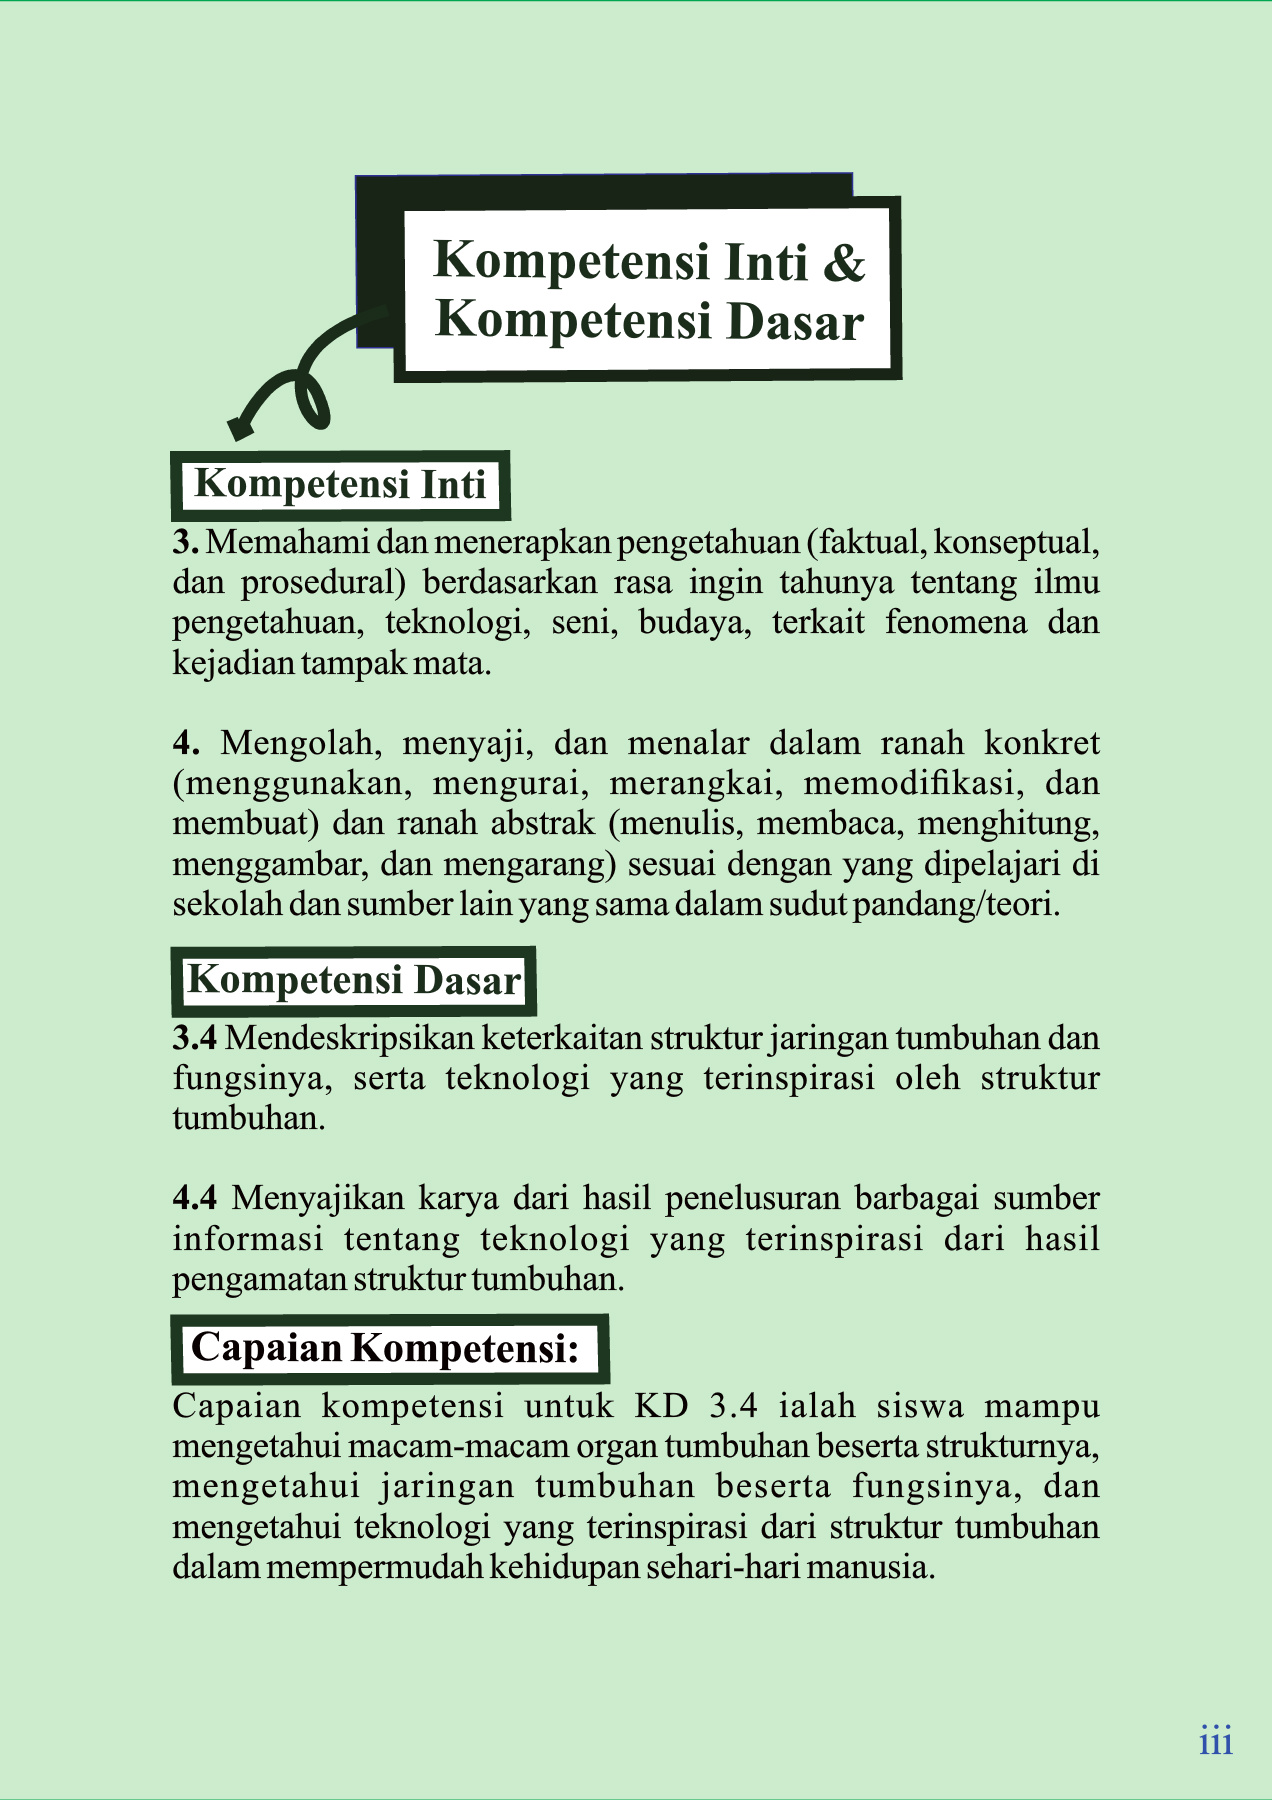 Kompetensi Inti &
Kompetensi Dasar
Kompetensi Inti
3. Memahami dan menerapkan pengetahuan (faktual, konseptual,
dan prosedural) berdasarkan rasa ingin tahunya tentang ilmu
pengetahuan, teknologi, seni, budaya, terkait fenomena dan
kejadian tampak mata.
4. Mengolah, menyaji, dan menalar dalam ranah konkret
(menggunakan, mengurai, merangkai, memodifikasi, dan
membuat) dan ranah abstrak (menulis, membaca, menghitung,
menggambar, dan mengarang) sesuai dengan yang dipelajari di
sekolah dan sumber lain yang sama dalam sudut pandang/teori.
Kompetensi Dasar
3.4 Mendeskripsikan keterkaitan struktur jaringan tumbuhan dan
fungsinya, serta teknologi yang terinspirasi oleh struktur
tumbuhan.
4.4 Menyajikan karya dari hasil penelusuran barbagai sumber
informasi tentang teknologi yang terinspirasi dari hasil
pengamatan struktur tumbuhan.
Capaian Kompetensi:
Capaian kompetensi untuk KD 3.4 ialah siswa mampu
mengetahui macam-macam organ tumbuhan beserta strukturnya,
mengetahui jaringan tumbuhan beserta fungsinya, dan
mengetahui teknologi yang terinspirasi dari struktur tumbuhan
dalam mempermudah kehidupan sehari-hari manusia.
iii